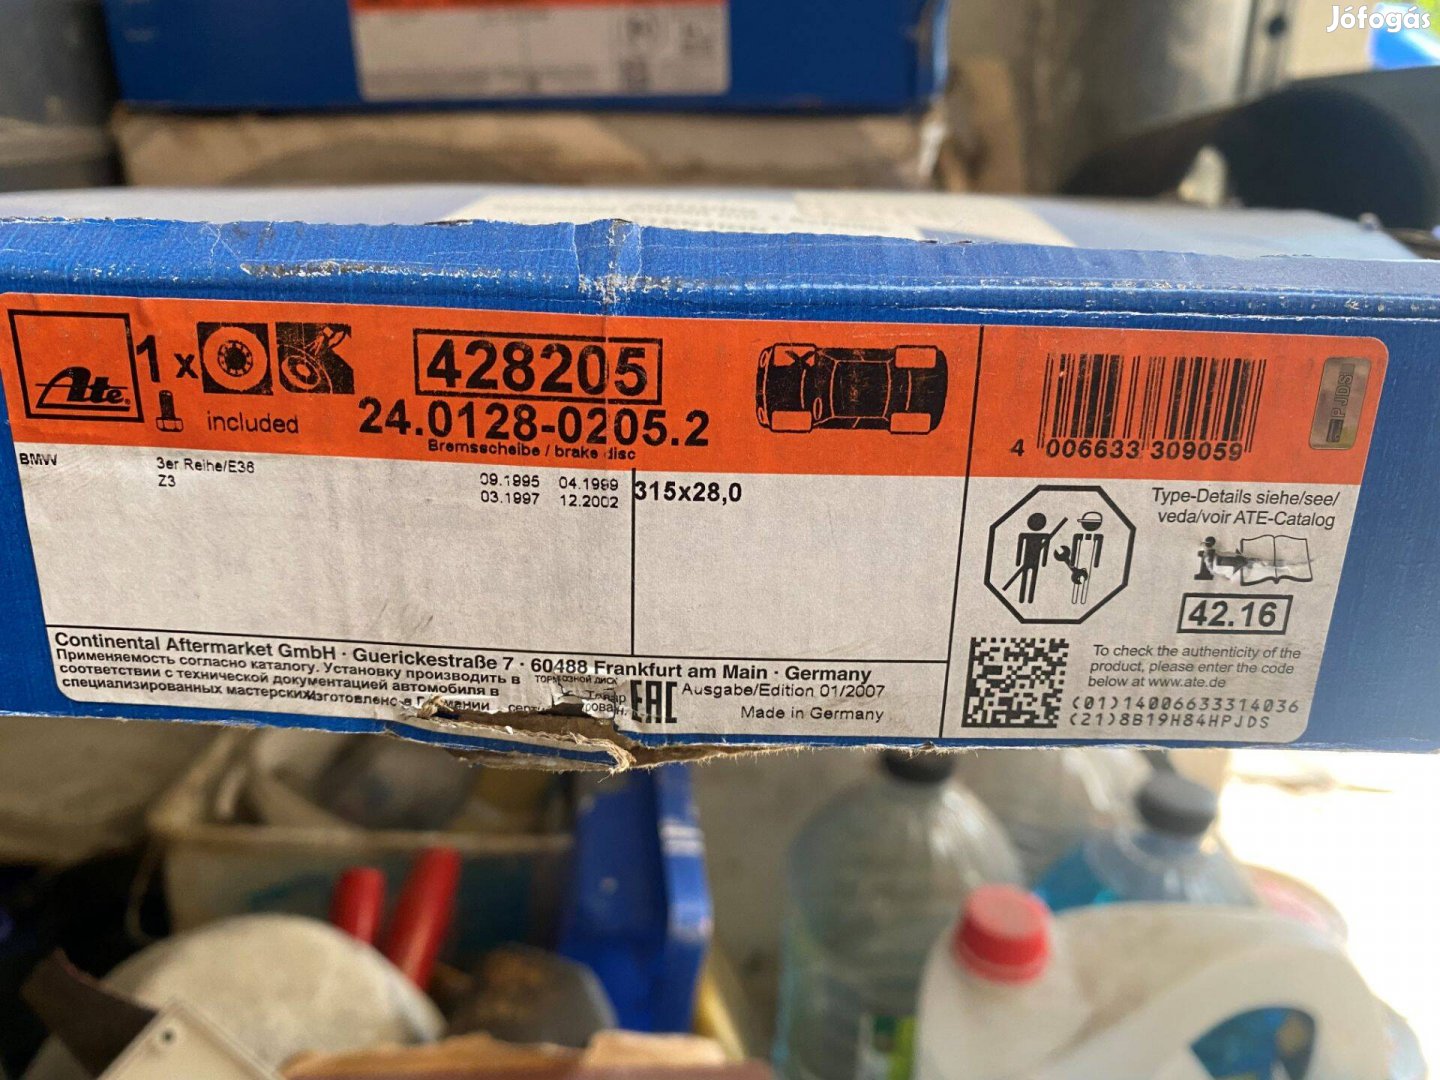 Jófogás
Ate
1 x
included
428205
24.0128-0205.2
Bremsscheibe / brake disc
4 006633 309059
PJDS
BMW
3er Reihe/E36 09.1995 04.1999
Z3 03.1997 12.2002
315x28,0
Type-Details siehe/see/
veda/voir ATE-Catalog
42.16
Continental Aftermarket GmbH · Guerickestraße 7 · 60488 Frankfurt am Main · Germany
Применяемость согласно каталогу. Установку производить в
соответствии с технической документацией автомобиля в
специализированных мастерских
EAC
Ausgabe/Edition 01/2007
Made in Germany
To check the authenticity of the
product, please enter the code
below at www.ate.de
(01)14006633314036
(21)8B19H84HPJDS